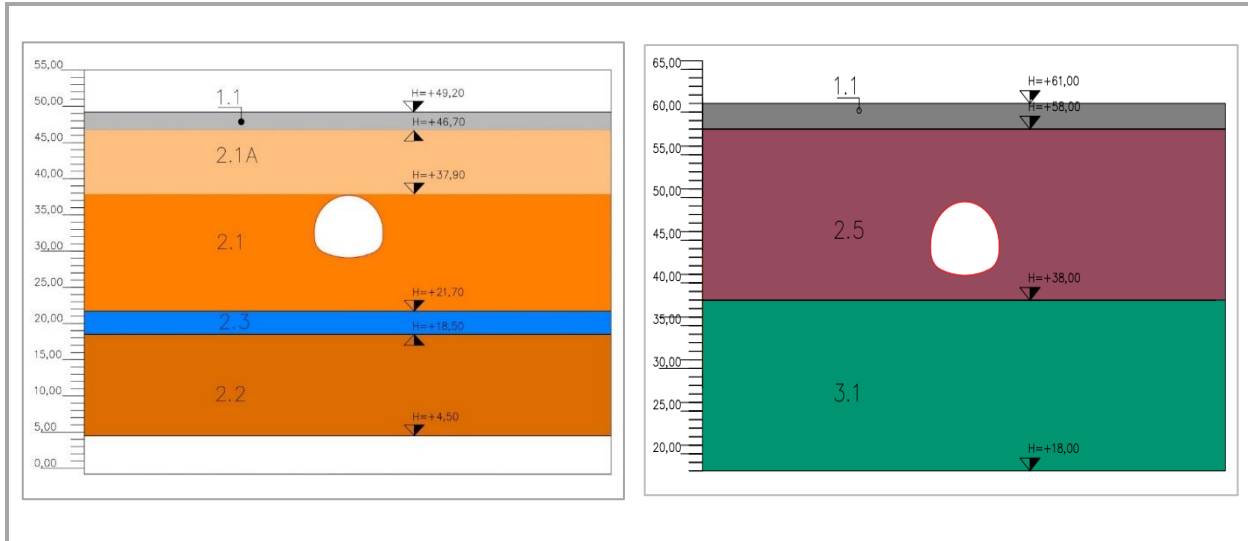 55,00
1.1
H=+49,20
50,00
H=+46,70
45,00
2.1A
40,00
H=+37,90
35,00
2.1
30,00
25,00
H=+21,70
20,00
2.3
H=+18,50
15,00
2.2
10,00
H=+4,50
5,00
0,00
65,00
1.1
H=+61,00
60,00
H=+58,00
55,00
50,00
2.5
45,00
40,00
H=+38,00
35,00
30,00
3.1
25,00
20,00
H=+18,00